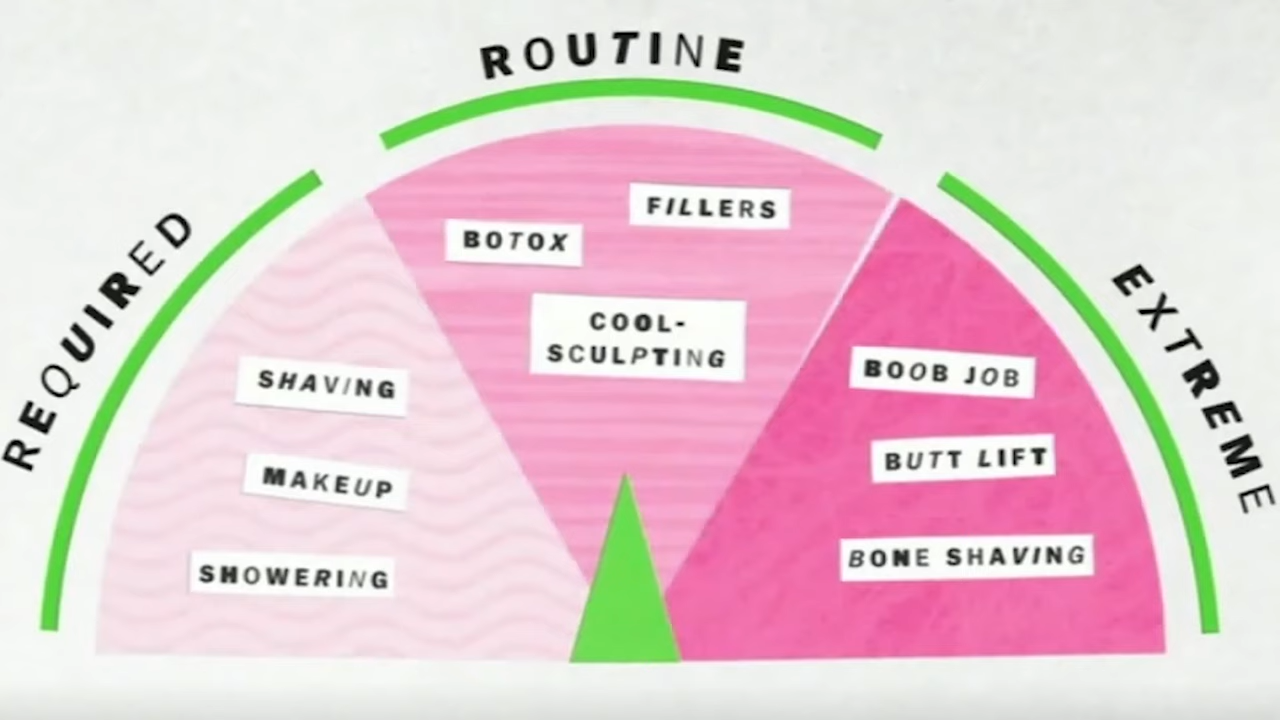 ROUTINE
REQUIRED
EXTREME
FILLERS
BOTOX
COOL-
SCULPTING
SHAVING
MAKEUP
SHOWERING
BOOB JOB
BUTT LIFT
BONE SHAVING